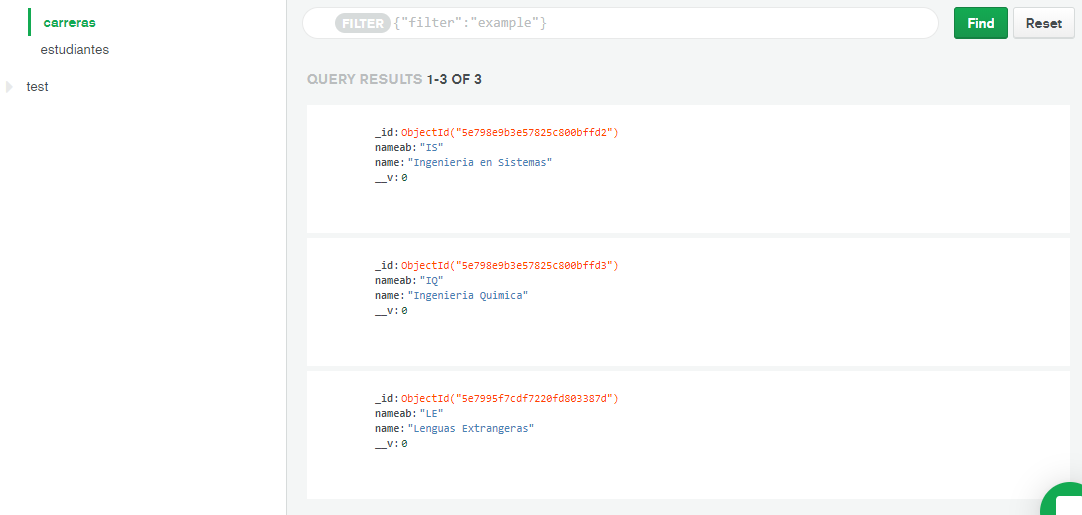 carreras
estudiantes
test
FILTER {"filter":"example"}
Find
Reset
QUERY RESULTS 1-3 OF 3
_id: ObjectId("5e798e9b3e57825c800bffd2")
nameab: "IS"
name: "Ingenieria en Sistemas"
__v: 0
_id: ObjectId("5e798e9b3e57825c800bffd3")
nameab: "IQ"
name: "Ingenieria Quimica"
__v: 0
_id: ObjectId("5e7995f7cdf7220fd803387d")
nameab: "LE"
name: "Lenguas Extrangeras"
__v: 0